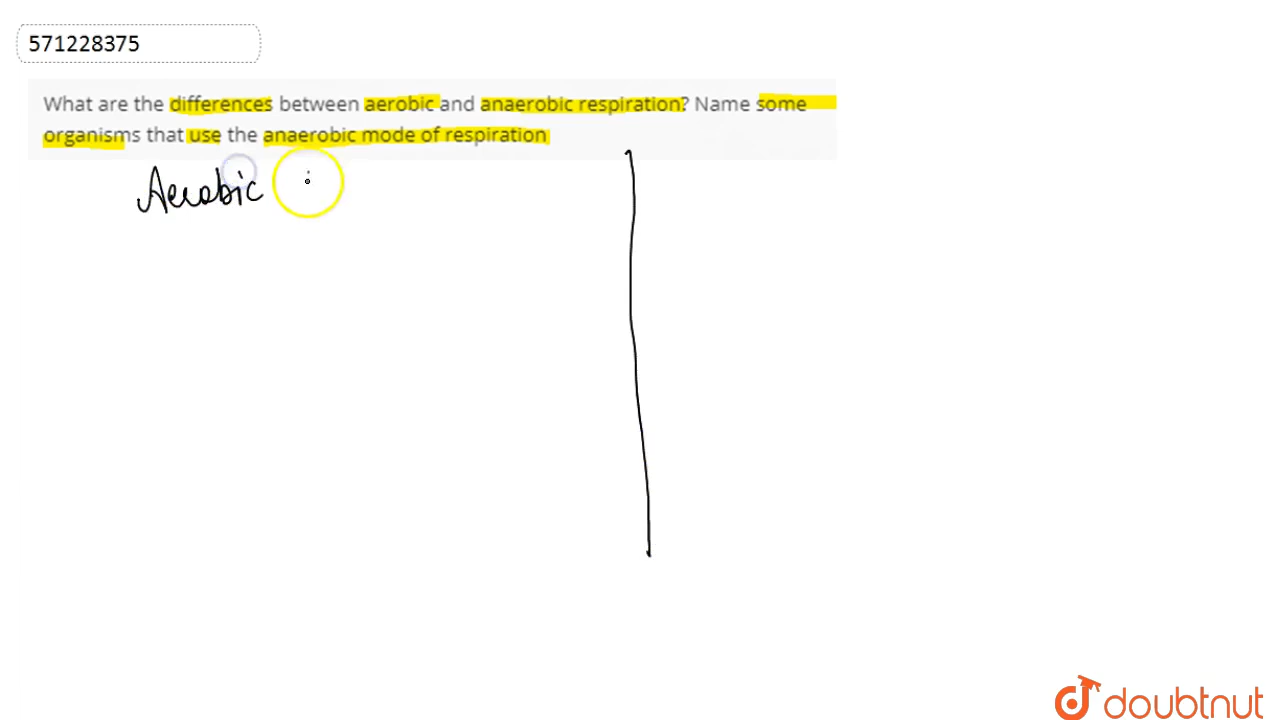 571228375
What are the differences between aerobic and anaerobic respiration? Name some
organisms that use the anaerobic mode of respiration
Aerobic
doubtnut